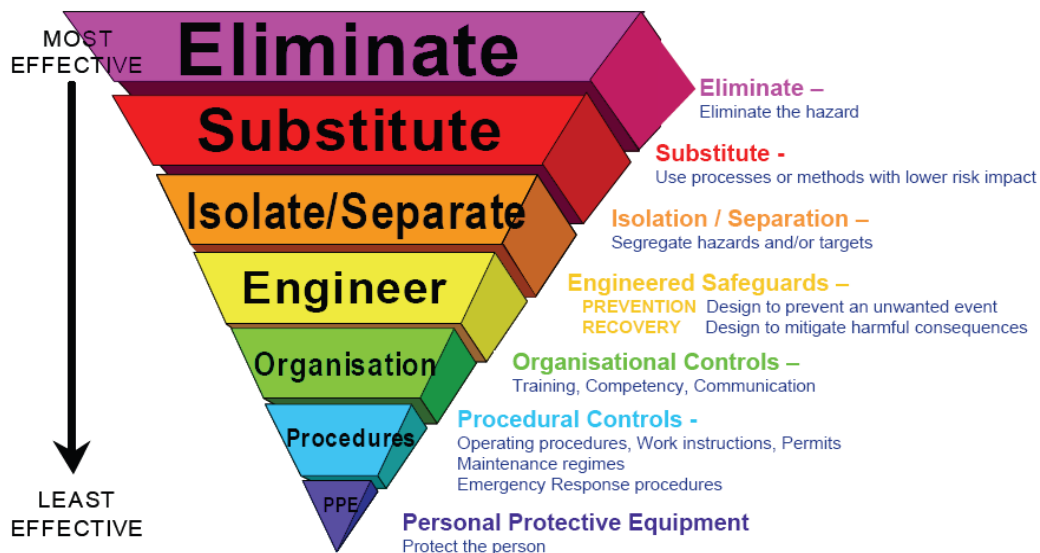 MOST
EFFECTIVE
Eliminate
Eliminate –
Eliminate the hazard
Substitute
Substitute -
Use processes or methods with lower risk impact
Isolate/Separate
Isolation / Separation –
Segregate hazards and/or targets
Engineer
Engineered Safeguards –
PREVENTION Design to prevent an unwanted event
RECOVERY Design to mitigate harmful consequences
Organisation
Organisational Controls –
Training, Competency, Communication
Procedures
Procedural Controls -
Operating procedures, Work instructions, Permits
Maintenance regimes
Emergency Response procedures
LEAST
EFFECTIVE
PPE
Personal Protective Equipment
Protect the person